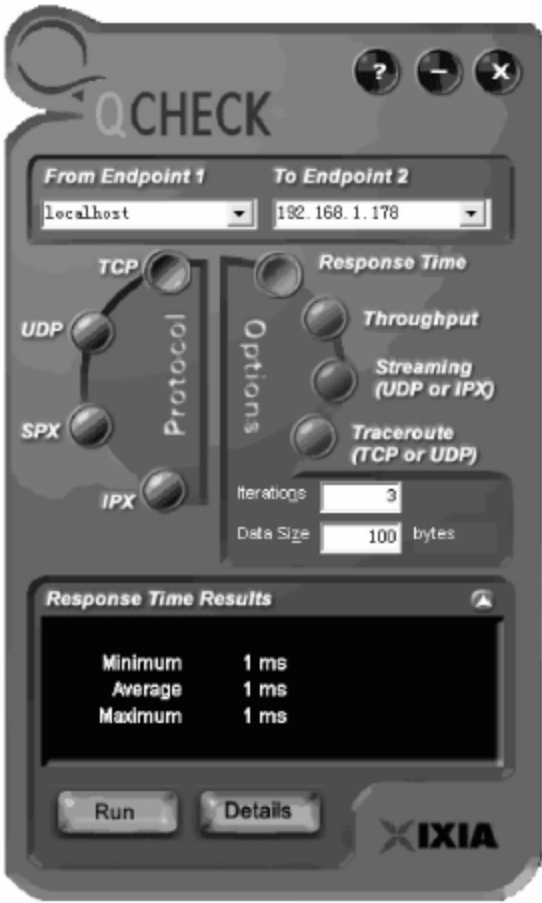 ?
QCHECK
From Endpoint 1
To Endpoint 2
localhost
192.168.1.178
TCP
UDP
SPX
IPX
Protocol
Options
Response Time
Throughput
Streaming
(UDP or IPX)
Traceroute
(TCP or UDP)
Iterations 3
Data Size 100 bytes
Response Time Results
Minimum 1 ms
Average 1 ms
Maximum 1 ms
Run
Details
XIXIA